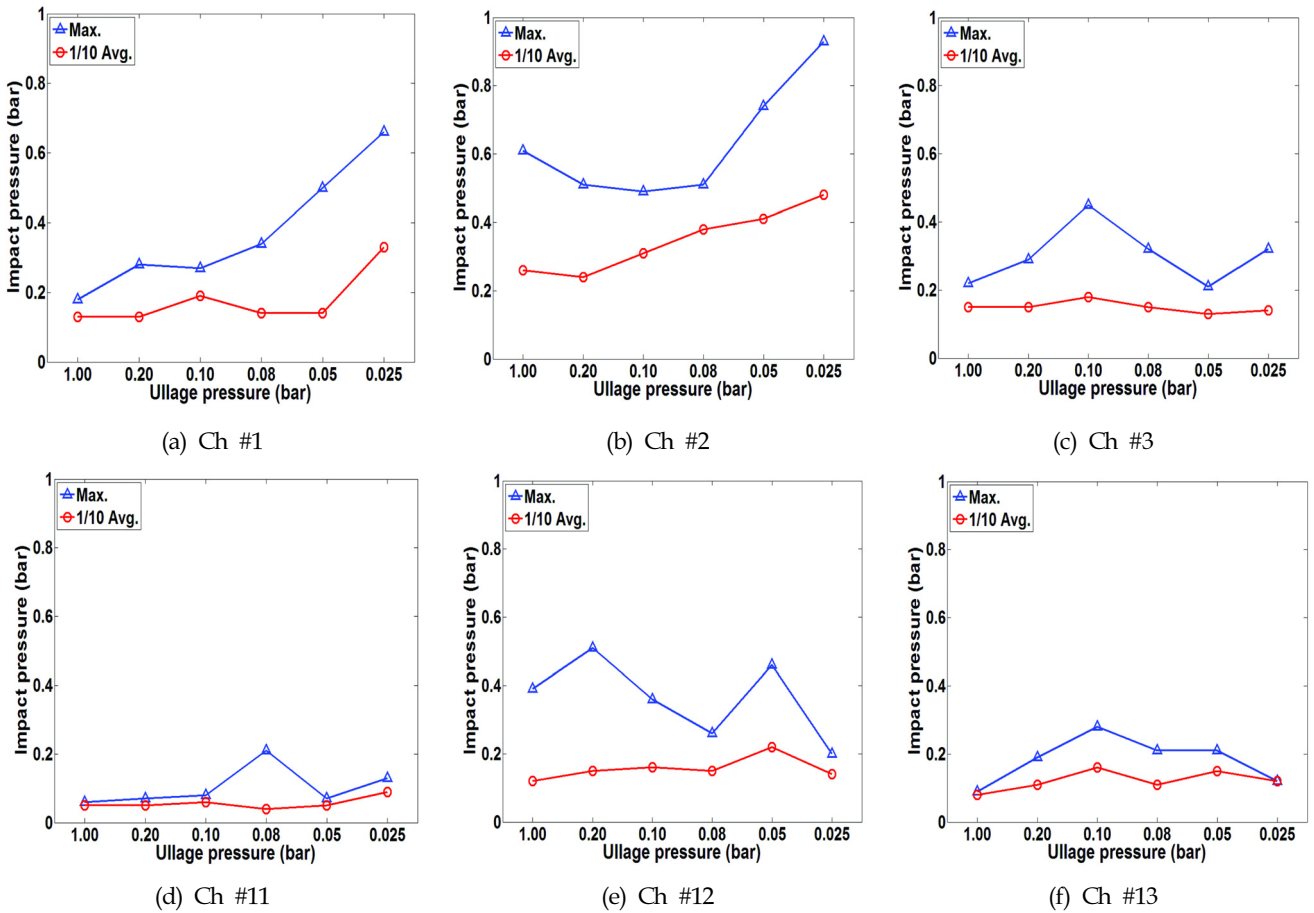 1
0.8
0.6
0.4
0.2
0
Impact pressure (bar)
Max.
1/10 Avg.
1.00 0.20 0.10 0.08 0.05 0.025
Ullage pressure (bar)
(a) Ch #1
1
0.8
0.6
0.4
0.2
0
Impact pressure (bar)
Max.
1/10 Avg.
1.00 0.20 0.10 0.08 0.05 0.025
Ullage pressure (bar)
(b) Ch #2
1
0.8
0.6
0.4
0.2
0
Impact pressure (bar)
Max.
1/10 Avg.
1.00 0.20 0.10 0.08 0.05 0.025
Ullage pressure (bar)
(c) Ch #3
1
0.8
0.6
0.4
0.2
0
Impact pressure (bar)
Max.
1/10 Avg.
1.00 0.20 0.10 0.08 0.05 0.025
Ullage pressure (bar)
(d) Ch #11
1
0.8
0.6
0.4
0.2
0
Impact pressure (bar)
Max.
1/10 Avg.
1.00 0.20 0.10 0.08 0.05 0.025
Ullage pressure (bar)
(e) Ch #12
1
0.8
0.6
0.4
0.2
0
Impact pressure (bar)
Max.
1/10 Avg.
1.00 0.20 0.10 0.08 0.05 0.025
Ullage pressure (bar)
(f) Ch #13